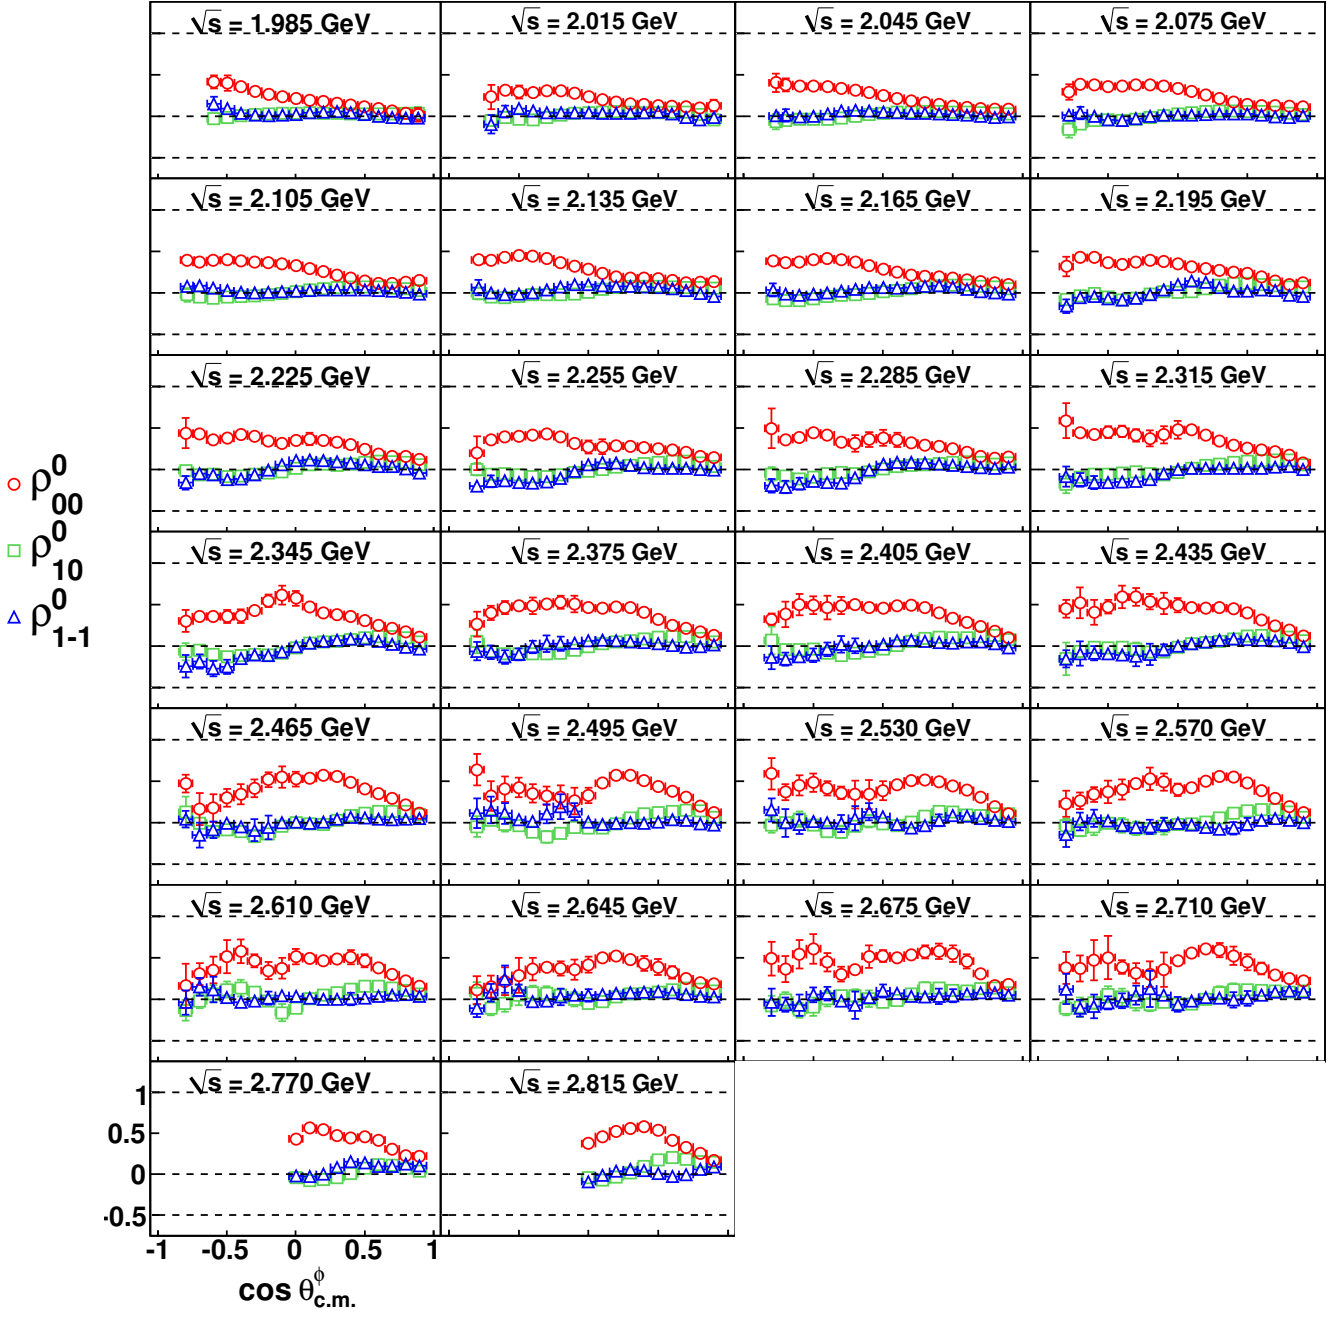 √s = 1.985 GeV
√s = 2.015 GeV
√s = 2.045 GeV
√s = 2.075 GeV
√s = 2.105 GeV
√s = 2.135 GeV
√s = 2.165 GeV
√s = 2.195 GeV
√s = 2.225 GeV
√s = 2.255 GeV
√s = 2.285 GeV
√s = 2.315 GeV
ρ⁰₀₀
ρ⁰₁₀
ρ⁰₁₋₁
√s = 2.345 GeV
√s = 2.375 GeV
√s = 2.405 GeV
√s = 2.435 GeV
√s = 2.465 GeV
√s = 2.495 GeV
√s = 2.530 GeV
√s = 2.570 GeV
√s = 2.610 GeV
√s = 2.645 GeV
√s = 2.675 GeV
√s = 2.710 GeV
√s = 2.770 GeV
√s = 2.815 GeV
1
0.5
0
-0.5
-1 -0.5 0 0.5 1
cos θ^ϕ_c.m.